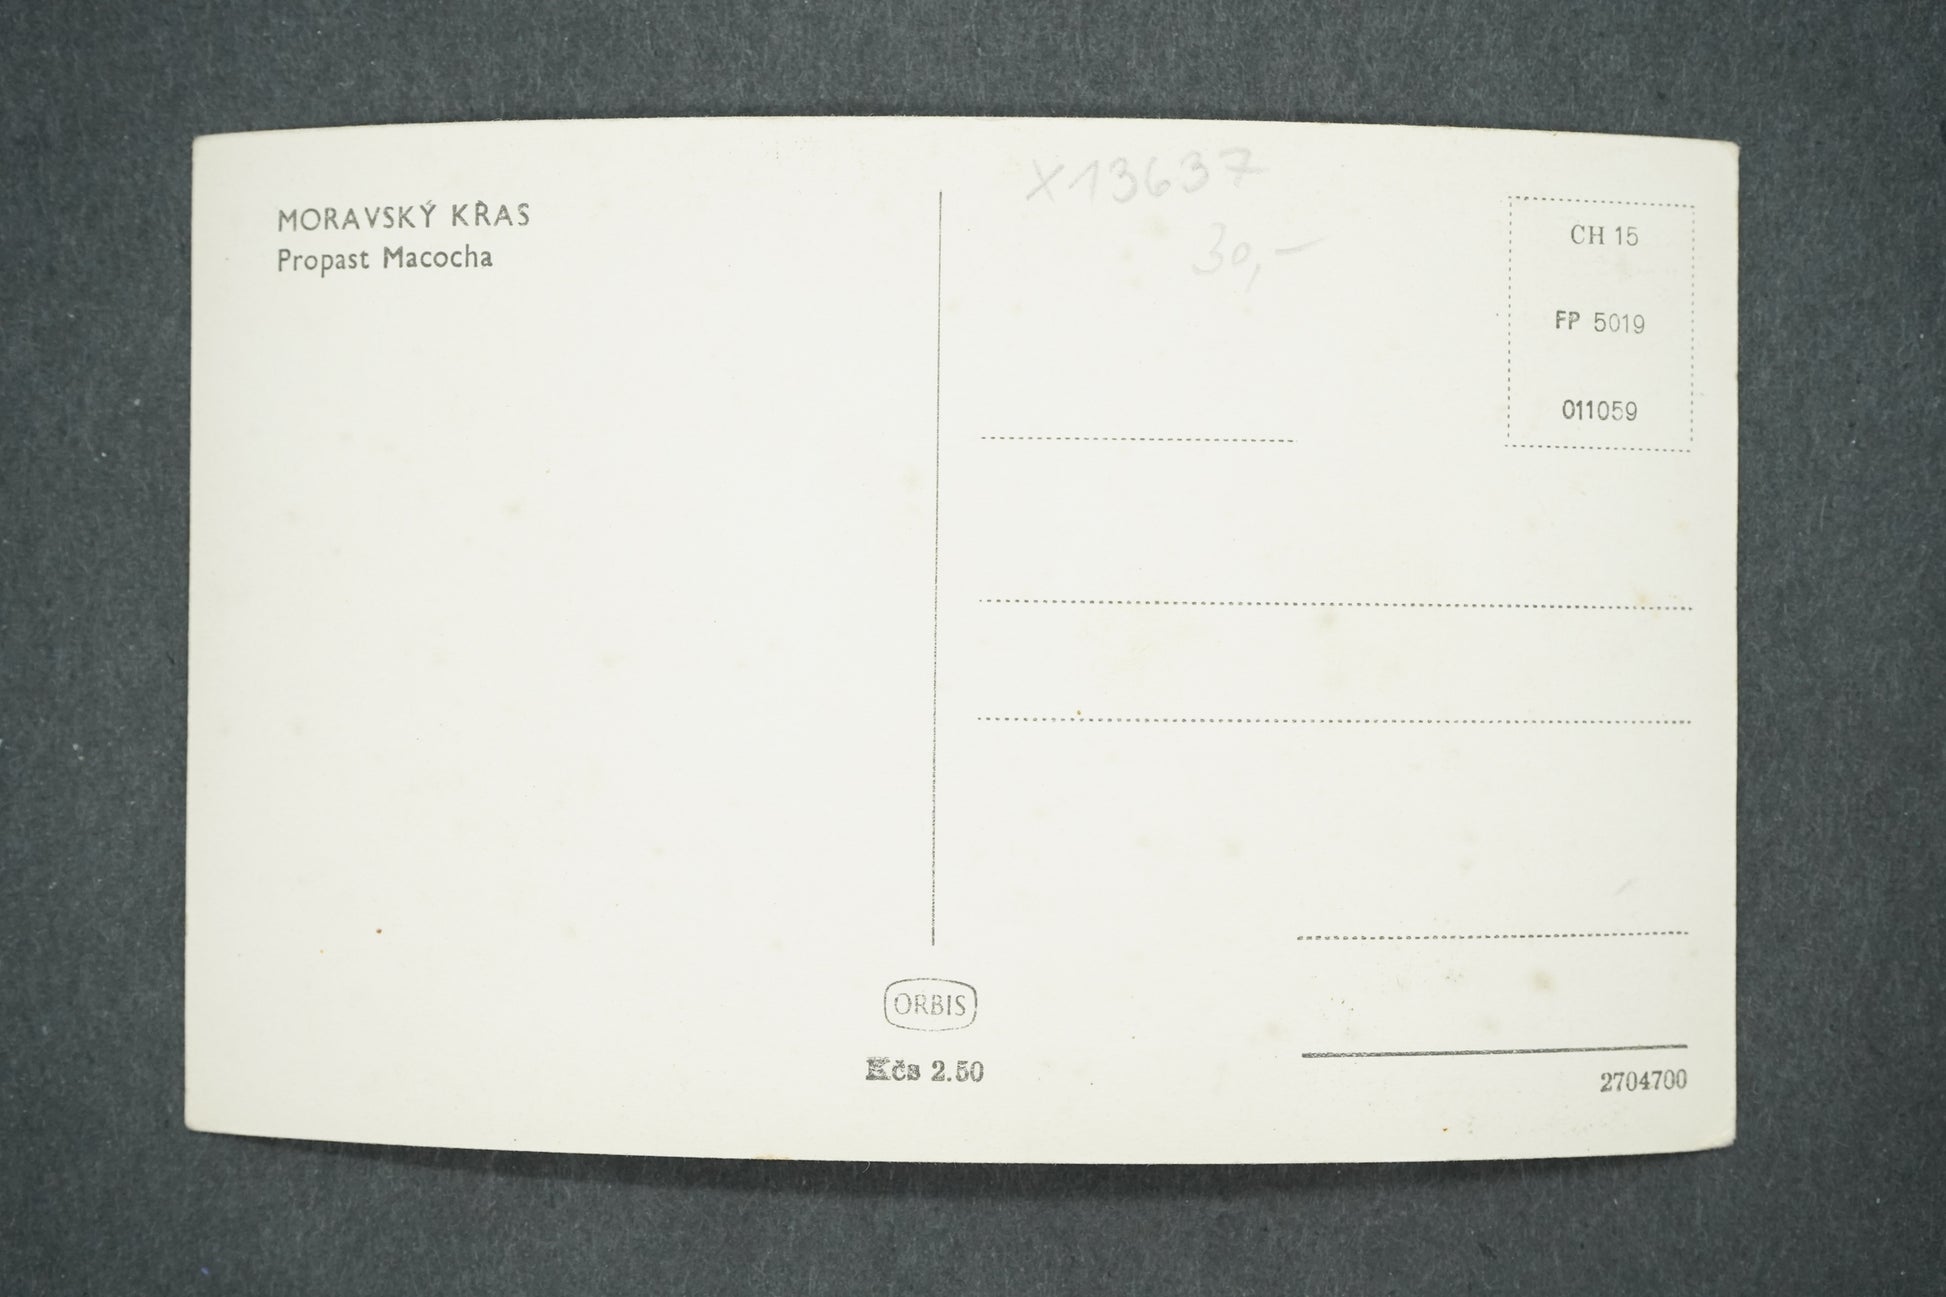 MORAVSKÝ KRAS
Propast Macocha
X13637
30,-
CH 15
FP 5019
011059
ORBIS
Kčs 2.50
2704700